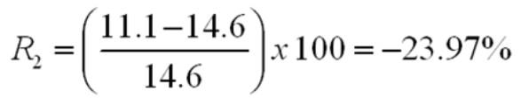 R₂ = ( (11.1−14.6) / 14.6 ) x 100 = −23.97%